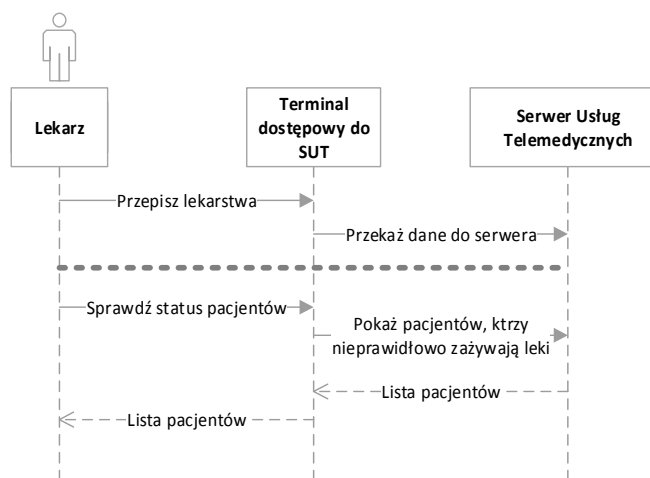 Lekarz
Terminal
dostępowy do
SUT
Serwer Usług
Telemedycznych
Przepisz lekarstwa
Przekaż dane do serwera
Sprawdź status pacjentów
Pokaż pacjentów, ktrzy
nieprawidłowo zażywają leki
Lista pacjentów
Lista pacjentów